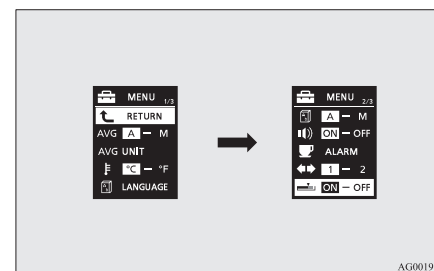 MENU 1/3
RETURN
AVG A – M
AVG UNIT
°C – °F
LANGUAGE
MENU 2/3
A – M
ON – OFF
ALARM
1 – 2
ON – OFF
AG0019